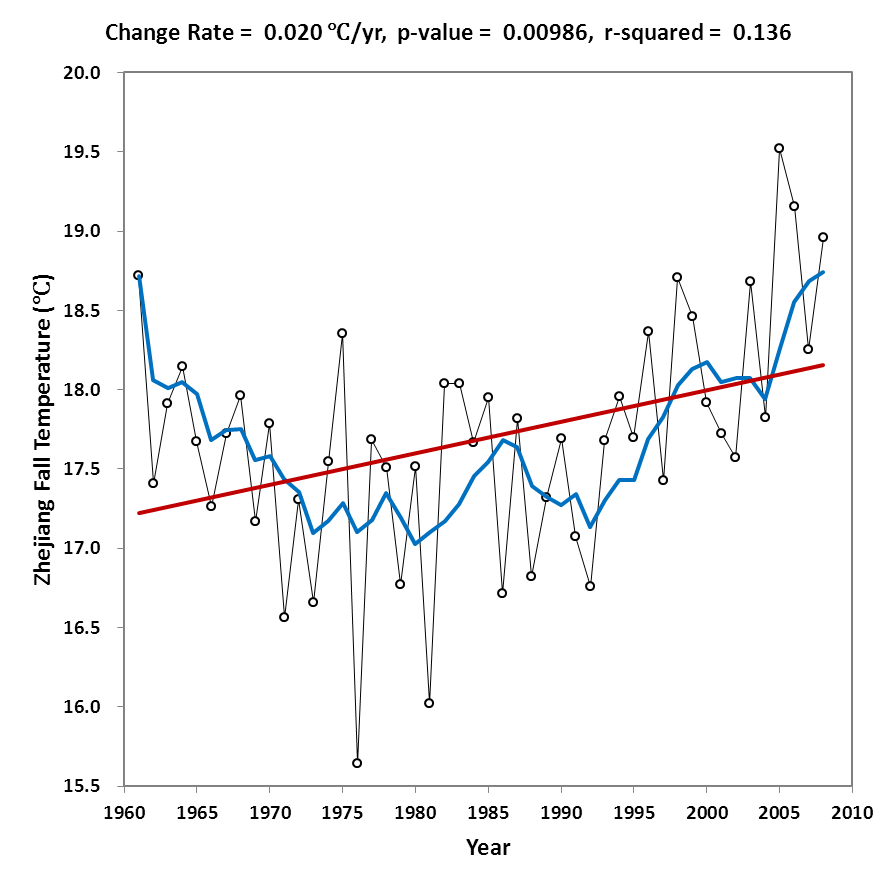 Change Rate = 0.020 ℃/yr, p-value = 0.00986, r-squared = 0.136
20.0
19.5
19.0
18.5
18.0
17.5
17.0
16.5
16.0
15.5
Zhejiang Fall Temperature (℃)
1960 1965 1970 1975 1980 1985 1990 1995 2000 2005 2010
Year